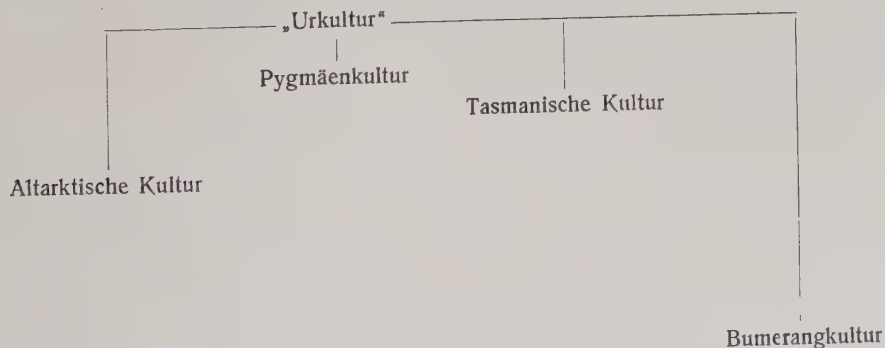 „Urkultur“
Pygmäenkultur
Tasmanische Kultur
Altarktische Kultur
Bumerangkultur